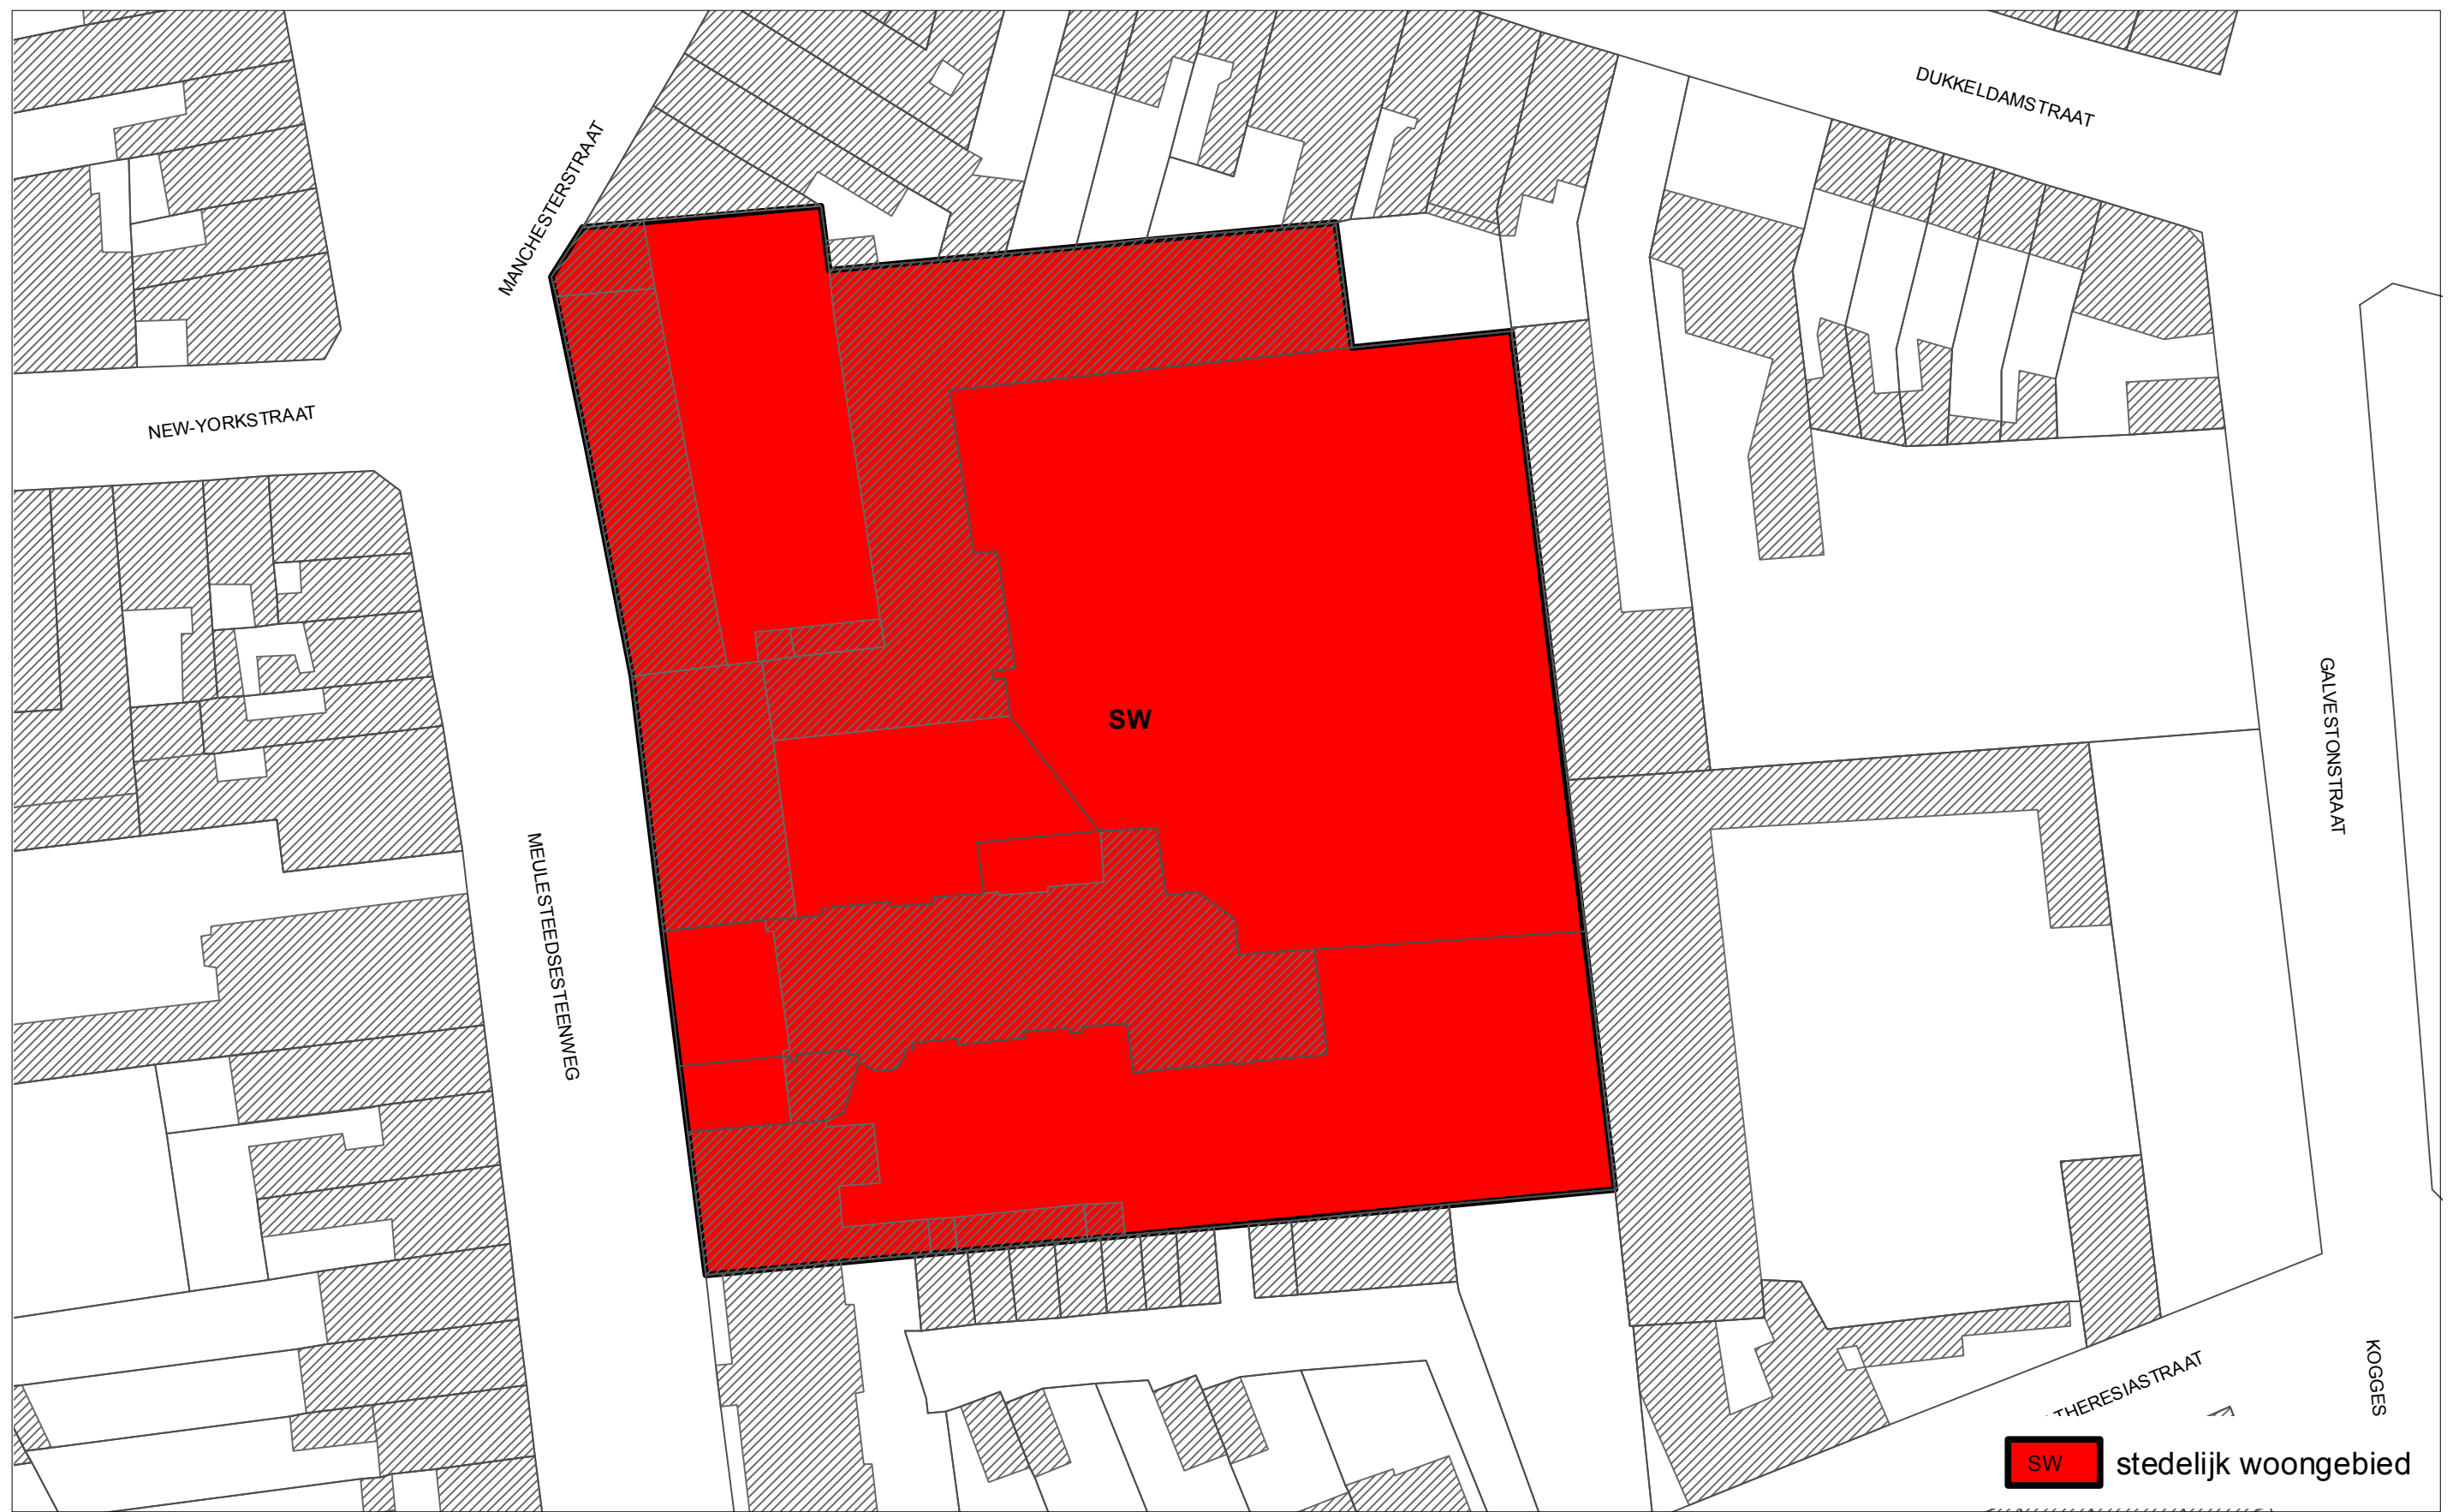 DUKKELDAMSTRAAT
MANCHESTERSTRAAT
NEW-YORKSTRAAT
SW
GALVESTONSTRAAT
MEULESTEEDSESTEENWEG
THERESIASTRAAT
KOGGES
SW stedelijk woongebied